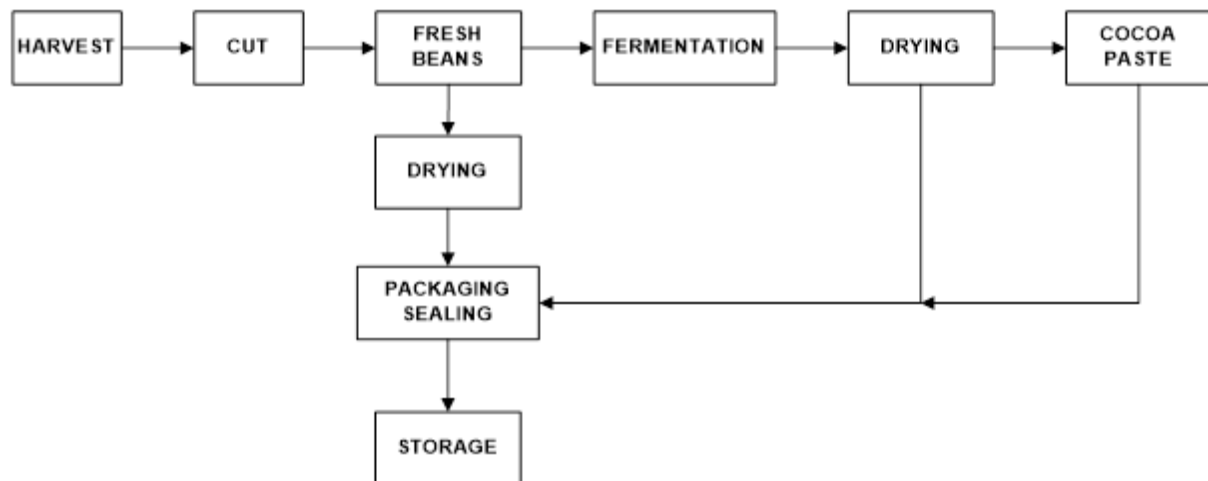 HARVEST
CUT
FRESH
BEANS
FERMENTATION
DRYING
COCOA
PASTE
DRYING
PACKAGING
SEALING
STORAGE